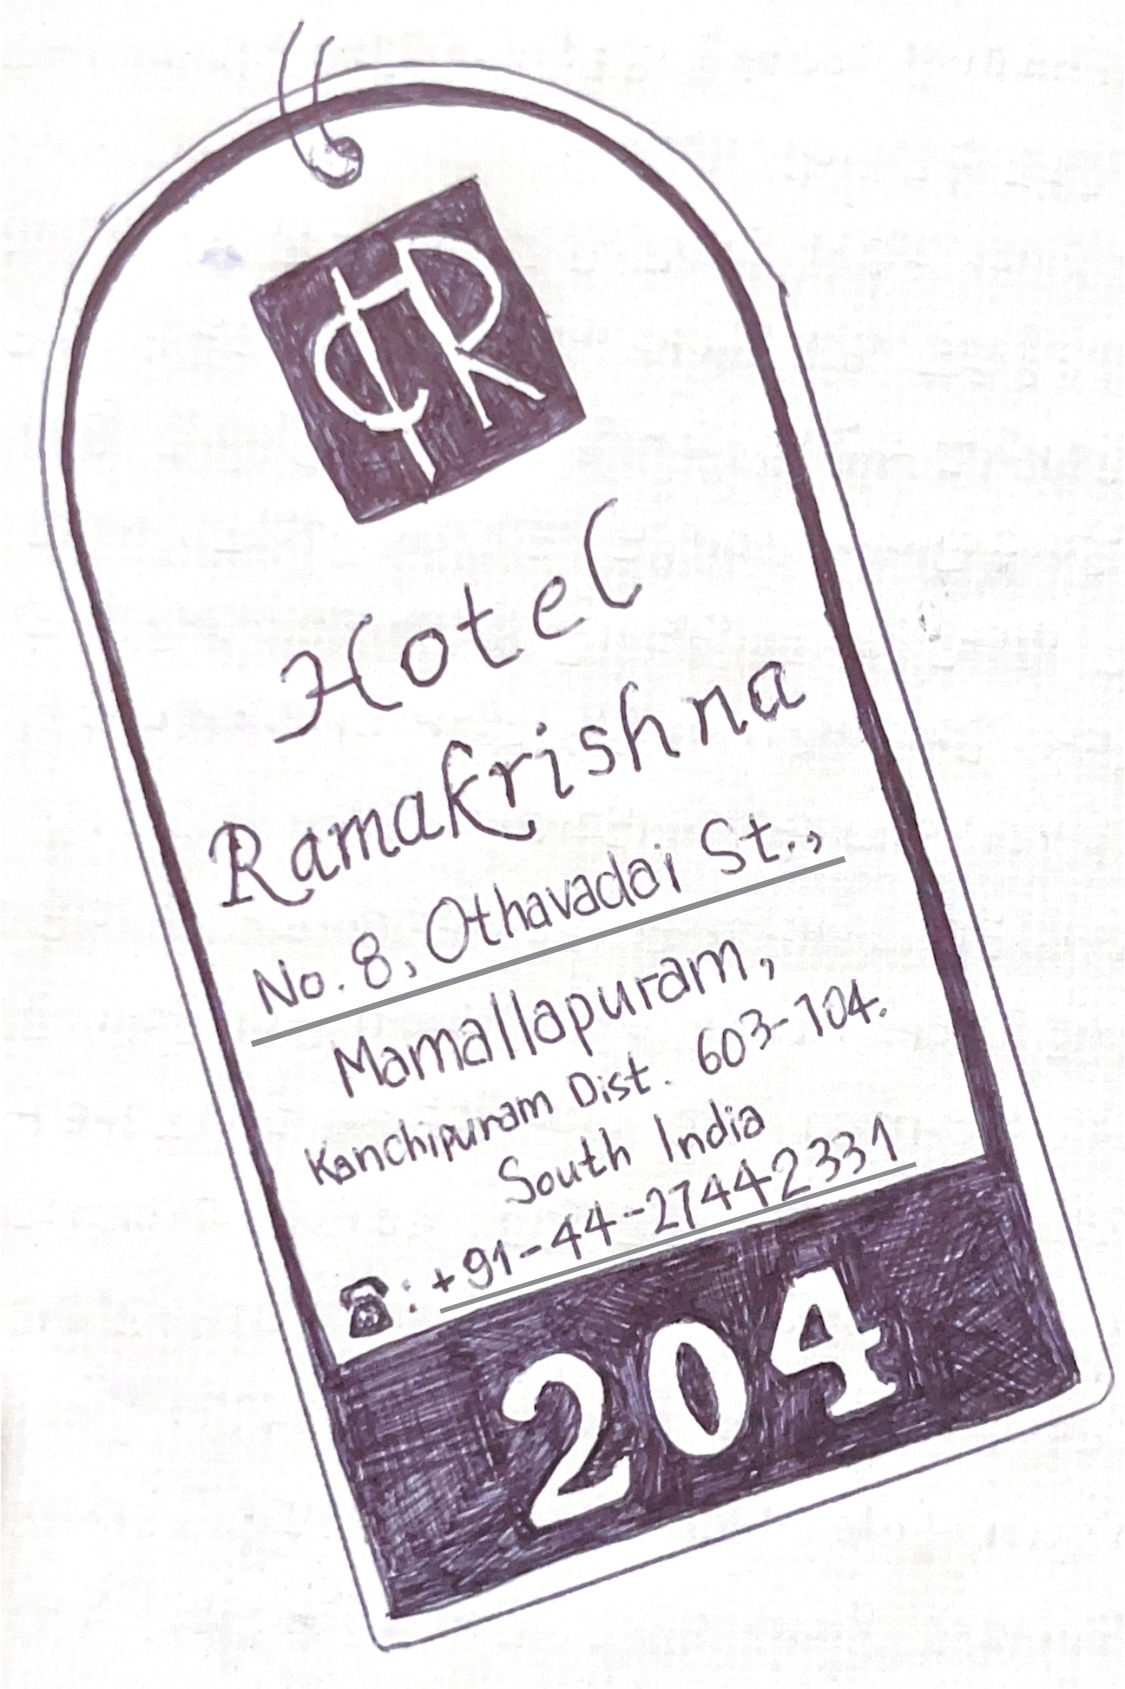 Hotel
Ramakrishna
No. 8, Othavadai St.,
Mamallapuram,
Kanchipuram Dist. 603-104.
South India
☎: +91-44-27442331
204